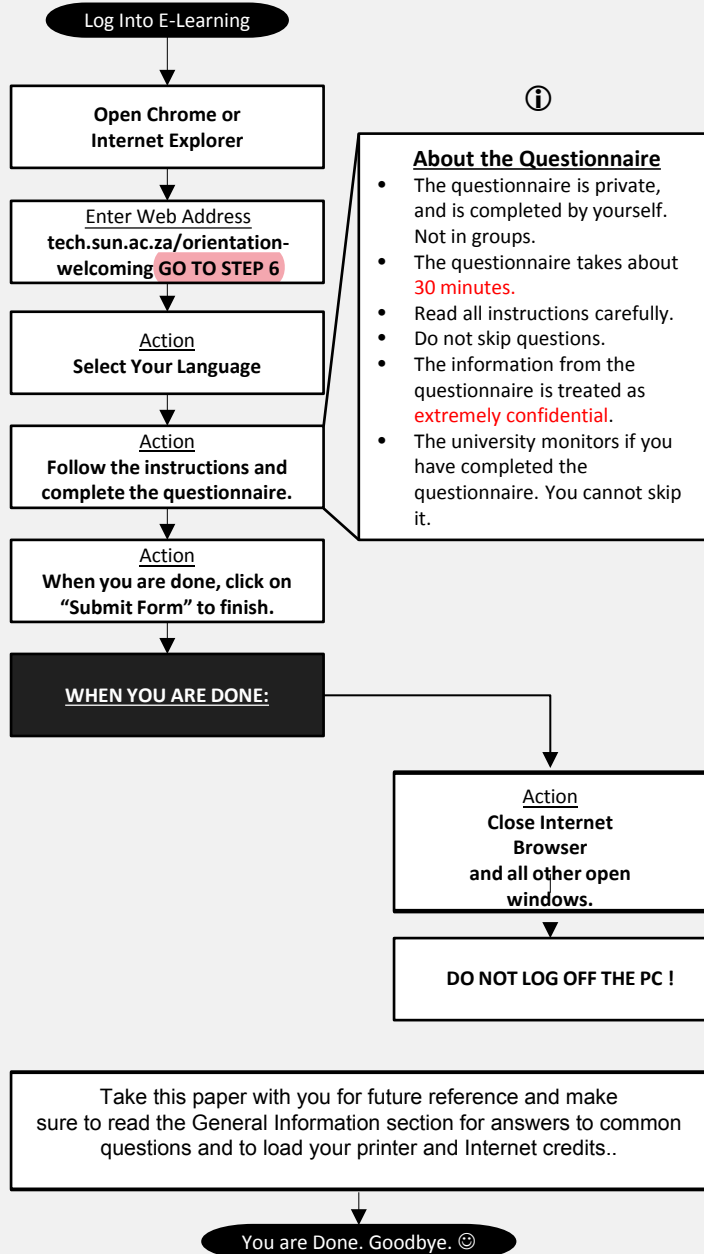 Log Into E-Learning
Open Chrome or
Internet Explorer
Enter Web Address
tech.sun.ac.za/orientation-
welcoming GO TO STEP 6
Action
Select Your Language
Action
Follow the instructions and
complete the questionnaire.
Action
When you are done, click on
“Submit Form” to finish.
WHEN YOU ARE DONE:
About the Questionnaire
• The questionnaire is private,
and is completed by yourself.
Not in groups.
• The questionnaire takes about
30 minutes.
• Read all instructions carefully.
• Do not skip questions.
• The information from the
questionnaire is treated as
extremely confidential.
• The university monitors if you
have completed the
questionnaire. You cannot skip
it.
Action
Close Internet
Browser
and all other open
windows.
DO NOT LOG OFF THE PC !
Take this paper with you for future reference and make
sure to read the General Information section for answers to common
questions and to load your printer and Internet credits..
You are Done. Goodbye. ☺